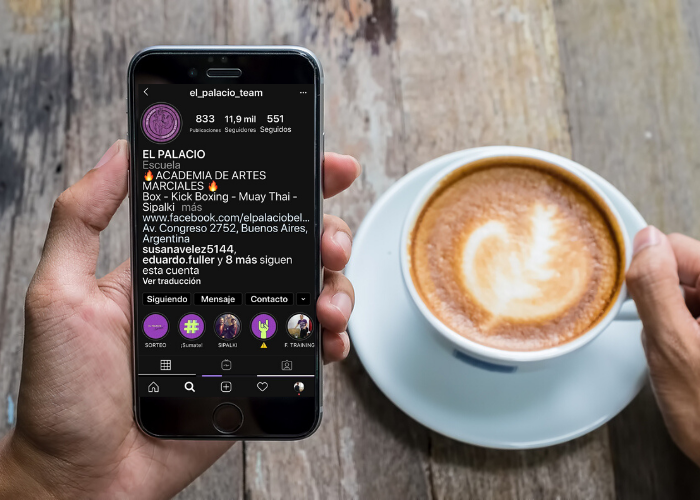 el_palacio_team
833 11,9 mil 551
Publicaciones Seguidores Seguidos
EL PALACIO
Escuela
🔥ACADEMIA DE ARTES
MARCIALES 🔥
Box - Kick Boxing - Muay Thai -
Sipalki más
www.facebook.com/elpalaciobel...
Av. Congreso 2752, Buenos Aires,
Argentina
susanavelez5144,
eduardo.fuller y 8 más siguen
esta cuenta
Ver traducción
Siguiendo Mensaje Contacto
SORTEO ¡Sumate! SIPALKI ⚠️ F. TRAINING